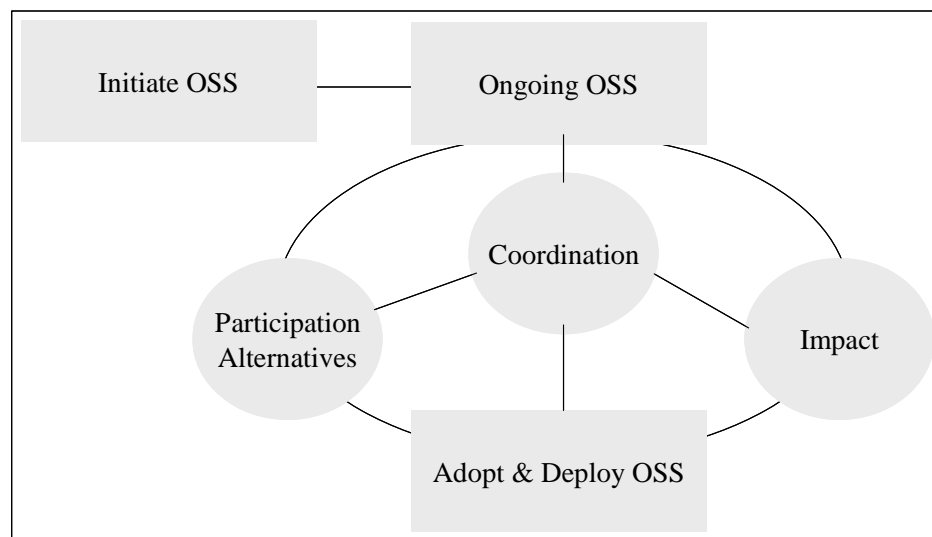 Initiate OSS
Ongoing OSS
Coordination
Participation
Alternatives
Impact
Adopt & Deploy OSS